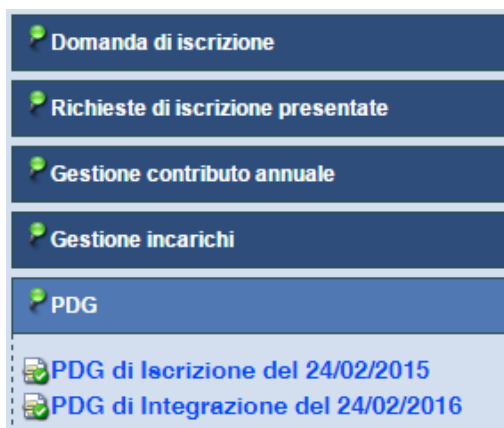 Domanda di iscrizione
Richieste di iscrizione presentate
Gestione contributo annuale
Gestione incarichi
PDG
PDG di Iscrizione del 24/02/2015
PDG di Integrazione del 24/02/2016